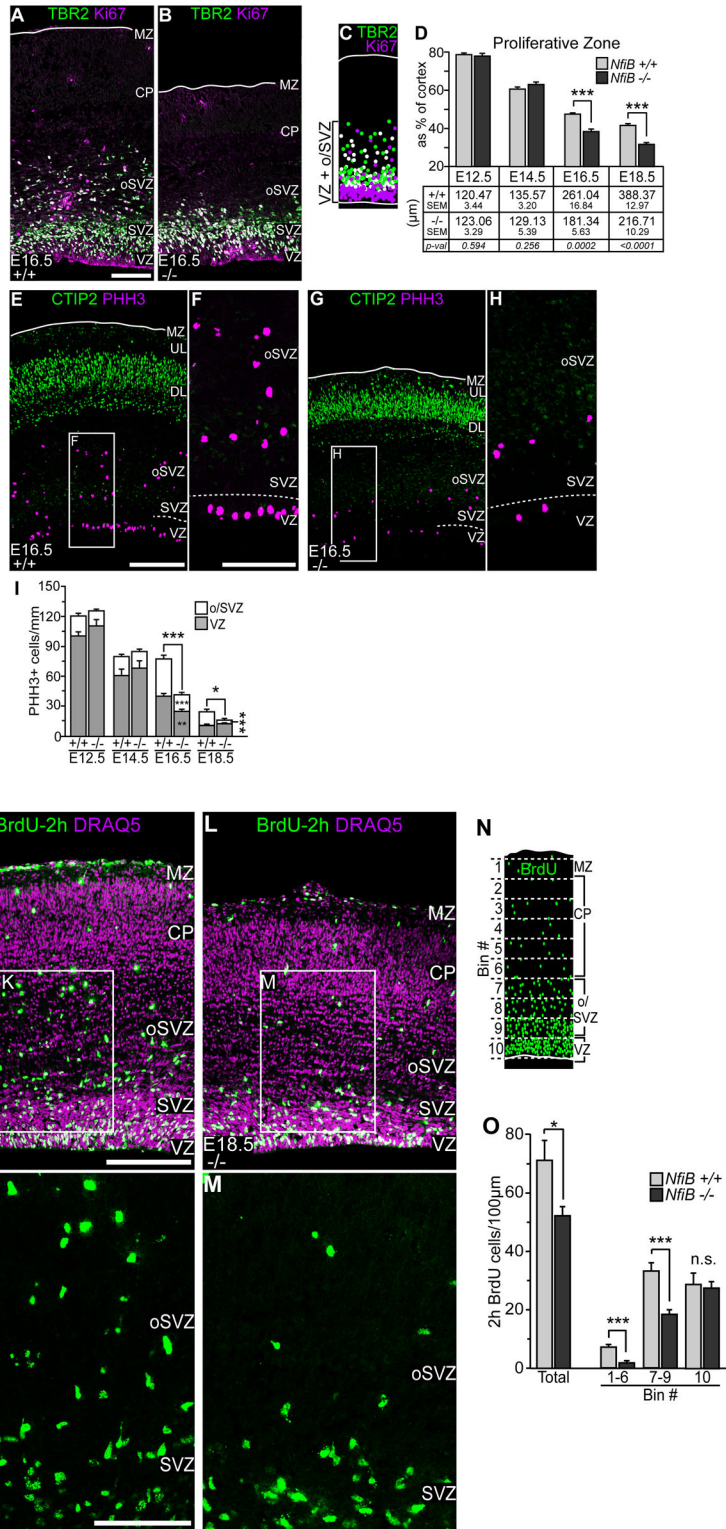 A
TBR2 Ki67
MZ
CP
oSVZ
SVZ
VZ
E16.5
+/+
B
TBR2 Ki67
MZ
CP
oSVZ
SVZ
VZ
E16.5
-/-
C
TBR2
Ki67
VZ + o/SVZ
D
Proliferative Zone
NfiB +/+
NfiB -/-
as % of cortex
80
60
40
20
***
***
E12.5 E14.5 E16.5 E18.5
(µm)
+/+ 120.47 135.57 261.04 388.37
SEM 3.44 3.20 16.84 12.97
-/- 123.06 129.13 181.34 216.71
SEM 3.29 5.39 5.63 10.29
p-val 0.594 0.256 0.0002 <0.0001
E
CTIP2 PHH3
MZ
UL
DL
F
oSVZ
SVZ
VZ
E16.5
+/+
F
oSVZ
SVZ
VZ
G
CTIP2 PHH3
MZ
UL
DL
H
oSVZ
SVZ
VZ
E16.5
-/-
H
oSVZ
SVZ
VZ
I
PHH3+ cells/mm
150
120
90
60
30
0
o/SVZ
VZ
***
***
**
*
***
+/+ -/- +/+ -/- +/+ -/- +/+ -/-
E12.5 E14.5 E16.5 E18.5
BrdU-2h DRAQ5
MZ
CP
K
oSVZ
SVZ
VZ
L
BrdU-2h DRAQ5
MZ
CP
M
oSVZ
SVZ
VZ
E18.5
-/-
oSVZ
SVZ
M
oSVZ
SVZ
N
BrdU
Bin #
1
2
3
4
5
6
7
8
9
10
MZ
CP
o/
SVZ
VZ
O
2h BrdU cells/100µm
80
60
40
20
0
NfiB +/+
NfiB -/-
*
***
***
n.s.
Total 1-6 7-9 10
Bin #